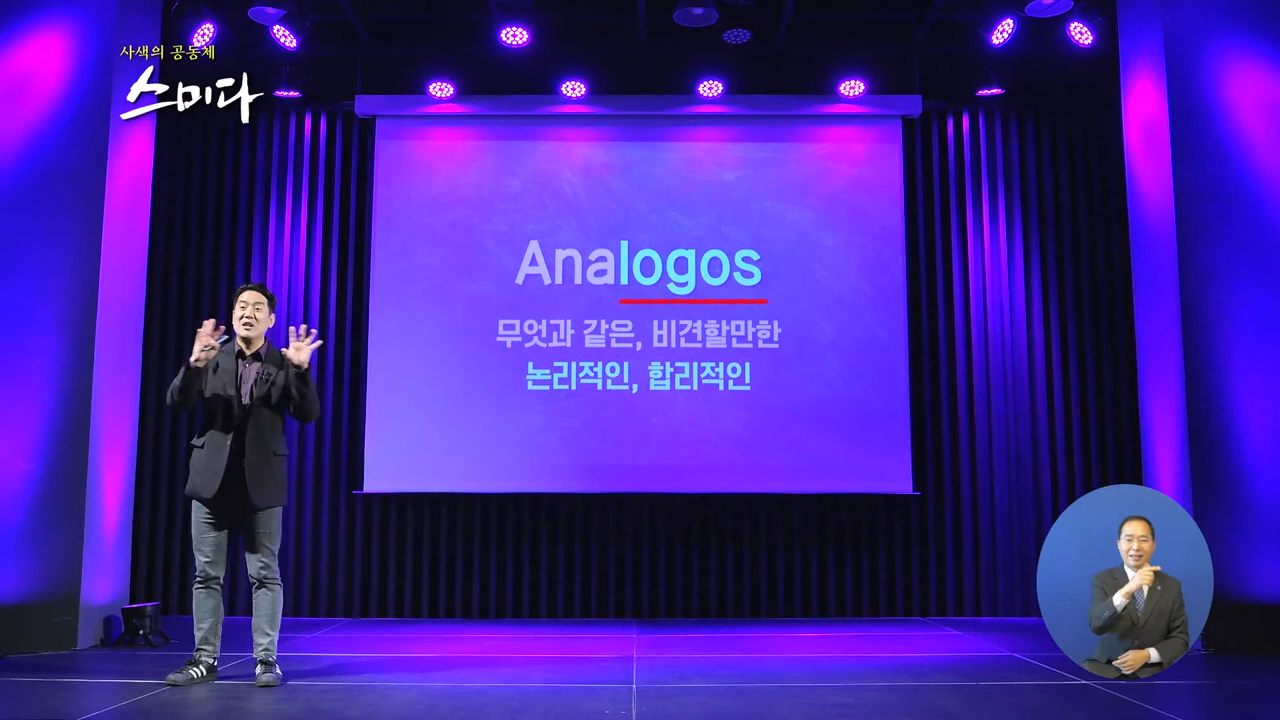 사색의 공동체
스미다
Analogos
무엇과 같은, 비견할만한
논리적인, 합리적인